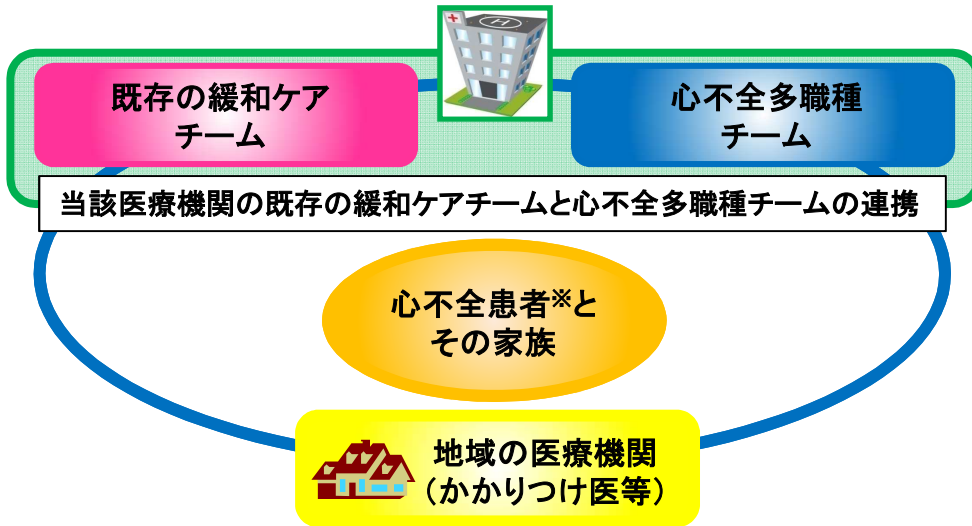 既存の緩和ケア
チーム
心不全多職種
チーム
当該医療機関の既存の緩和ケアチームと心不全多職種チームの連携
心不全患者※と
その家族
地域の医療機関
（かかりつけ医等）
H